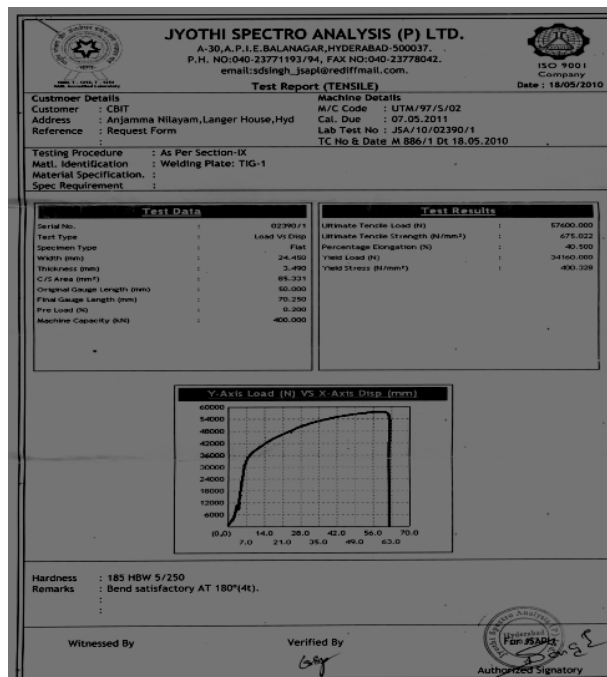 JYOTHI SPECTRO ANALYSIS (P) LTD.
A-30,A.P.I.E.BALANAGAR,HYDERABAD-500037.
P.H. NO:040-23771193/94, FAX NO:040-23778042.
email:sdsingh_jsapl@rediffmail.com.
ISO 9001
Company
Test Report (TENSILE)
Date : 18/05/2010
Custmoer Details
Customer : CBIT
Address : Anjamma Nilayam,Langer House,Hyd
Reference : Request Form
:
Machine Details
M/C Code : UTM/97/S/02
Cal. Due : 07.05.2011
Lab Test No : JSA/10/02390/1
TC No & Date M 886/1 Dt 18.05.2010
Testing Procedure : As Per Section-IX
Matl. Identification : Welding Plate: TIG-1
Material Specification. :
Spec Requirement :
Test Data
Serial No. : 02390/1
Test Type : Load Vs Disp
Specimen Type : Flat
Width (mm) : 24.450
Thickness (mm) : 3.490
C/S Area (mm²) : 85.331
Original Gauge Length (mm) : 50.000
Final Gauge Length (mm) : 70.250
Pre Load (%) : 0.200
Machine Capacity (kN) : 400.000
Test Results
Ultimate Tencile Load (N) : 57600.000
Ultimate Tensile Strength (N/mm²) : 675.022
Percentage Elongation (%) : 40.500
Yield Load (N) : 34160.000
Yield Stress (N/mm²) : 400.328
Y-Axis Load (N) VS X-Axis Disp (mm)
60000
54000
48000
42000
36000
30000
24000
18000
12000
6000
(0,0) 14.0 28.0 42.0 56.0 70.0
7.0 21.0 35.0 49.0 63.0
Hardness : 185 HBW 5/250
Remarks : Bend satisfactory AT 180°(4t).
:
:
Witnessed By
Verified By
For JSAPL
Hyderabad
Authorized Signatory